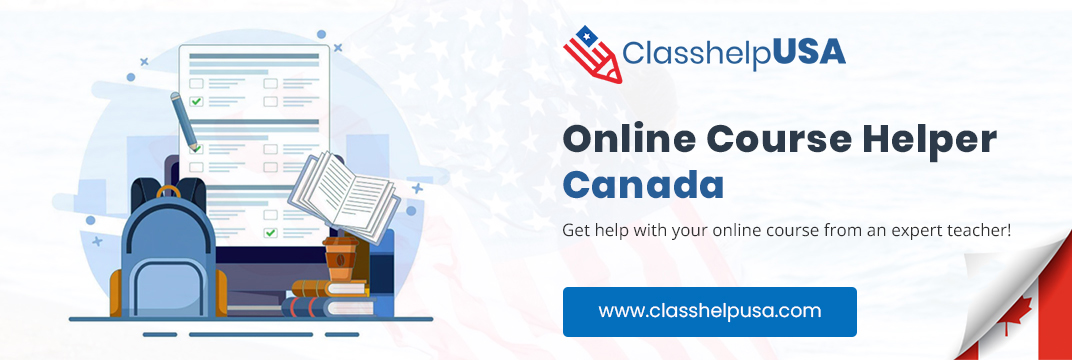 ClasshelpUSA
Online Course Helper
Canada
Get help with your online course from an expert teacher!
www.classhelpusa.com